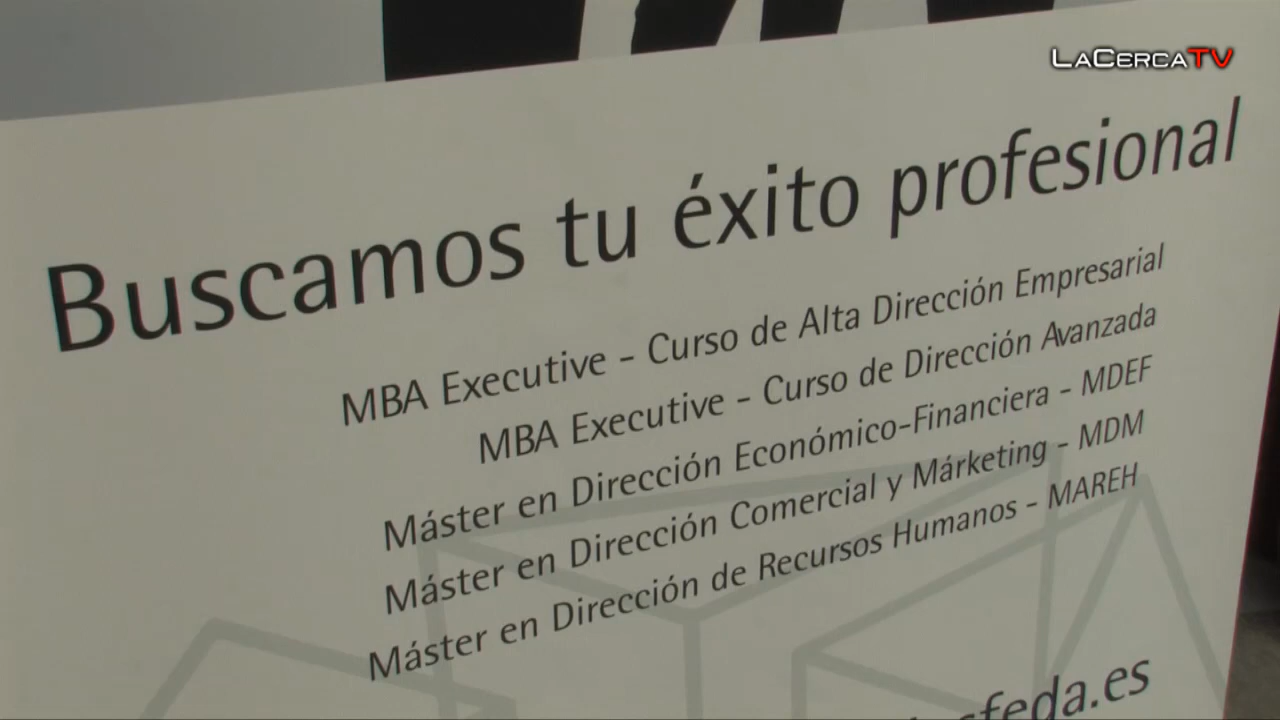 LaCercaTV
Buscamos tu éxito profesional
MBA Executive - Curso de Alta Dirección Empresarial
MBA Executive - Curso de Dirección Avanzada
Máster en Dirección Económico-Financiera - MDEF
Máster en Dirección Comercial y Márketing - MDM
Máster en Dirección de Recursos Humanos - MAREH